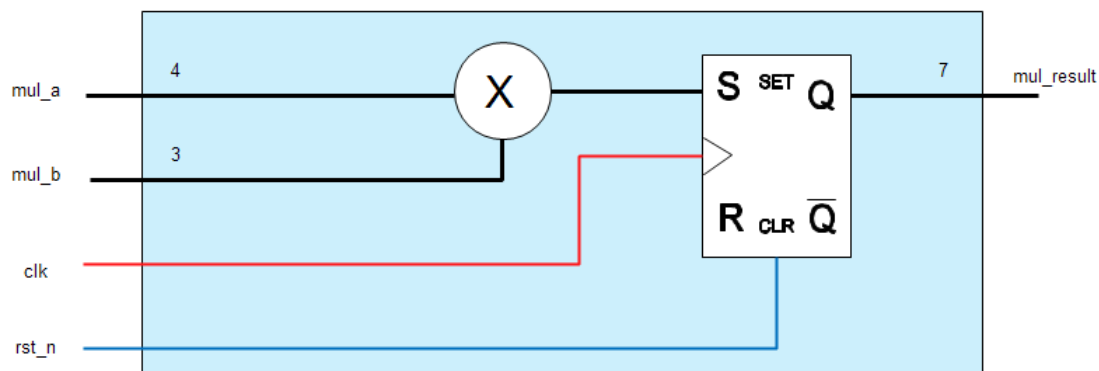 mul_a
4
X
S SET Q
7
mul_result
mul_b
3
R CLR Q̅
clk
rst_n